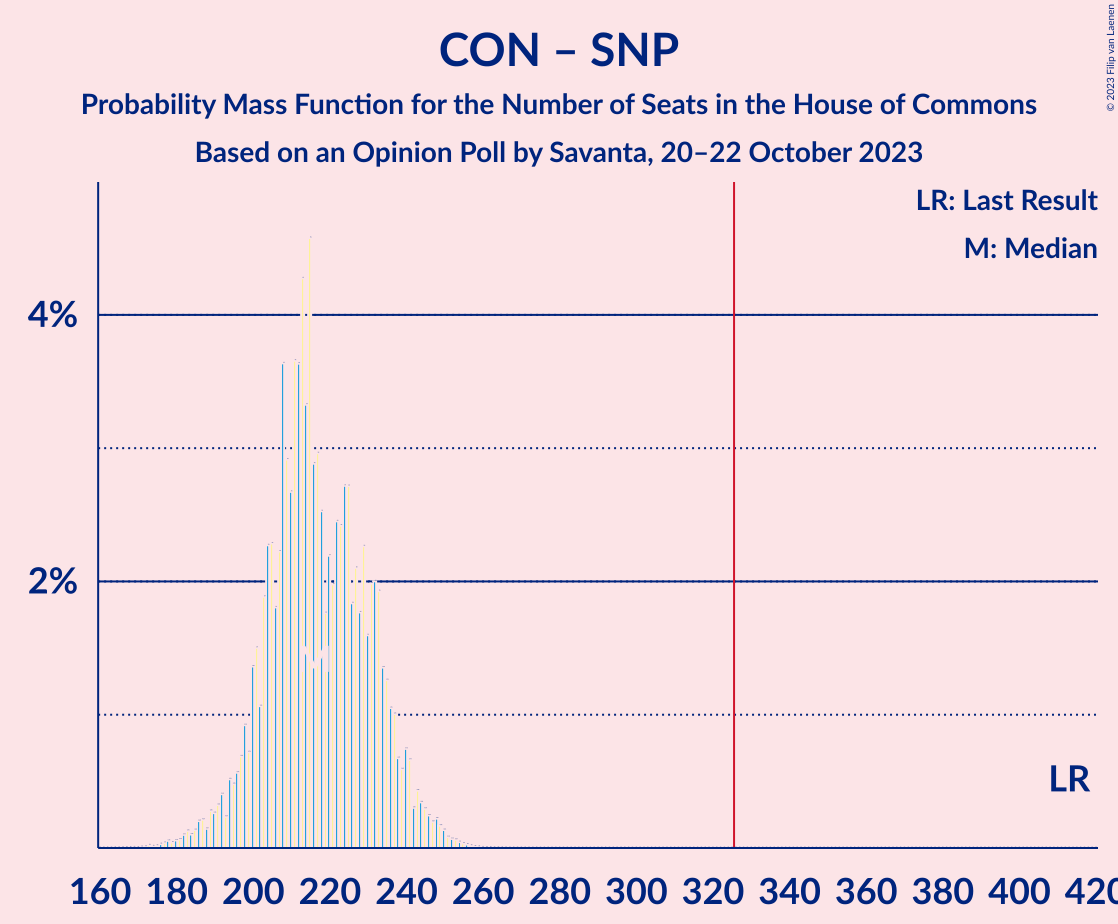 CON – SNP
Probability Mass Function for the Number of Seats in the House of Commons
Based on an Opinion Poll by Savanta, 20–22 October 2023
© 2023 Filip van Laenen
LR: Last Result
M: Median
4%
2%
LR
160 180 200 220 240 260 280 300 320 340 360 380 400 420